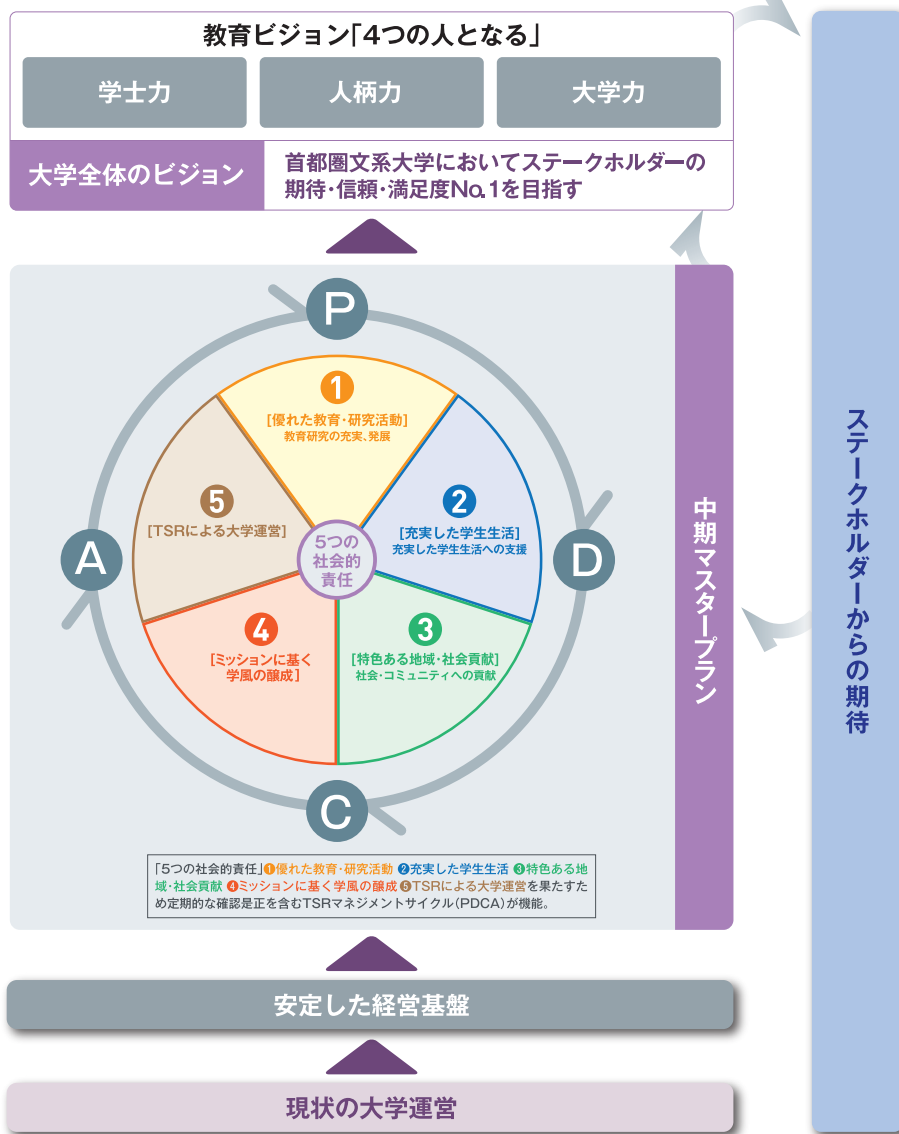 教育ビジョン「4つの人となる」
学士力
人柄力
大学力
大学全体のビジョン
首都圏文系大学においてステークホルダーの
期待・信頼・満足度No.1を目指す
P
1
[優れた教育・研究活動]
教育研究の充実、発展
2
[充実した学生生活]
充実した学生生活への支援
5
[TSRによる大学運営]
5つの
社会的
責任
A
D
4
[ミッションに基く
学風の醸成]
3
[特色ある地域・社会貢献]
社会・コミュニティへの貢献
C
「5つの社会的責任」❶優れた教育・研究活動 ❷充実した学生生活 ❸特色ある地
域・社会貢献 ❹ミッションに基く学風の醸成 ❺TSRによる大学運営を果たすた
め定期的な確認是正を含むTSRマネジメントサイクル(PDCA)が機能。
中期マスタープラン
ステークホルダーからの期待
安定した経営基盤
現状の大学運営